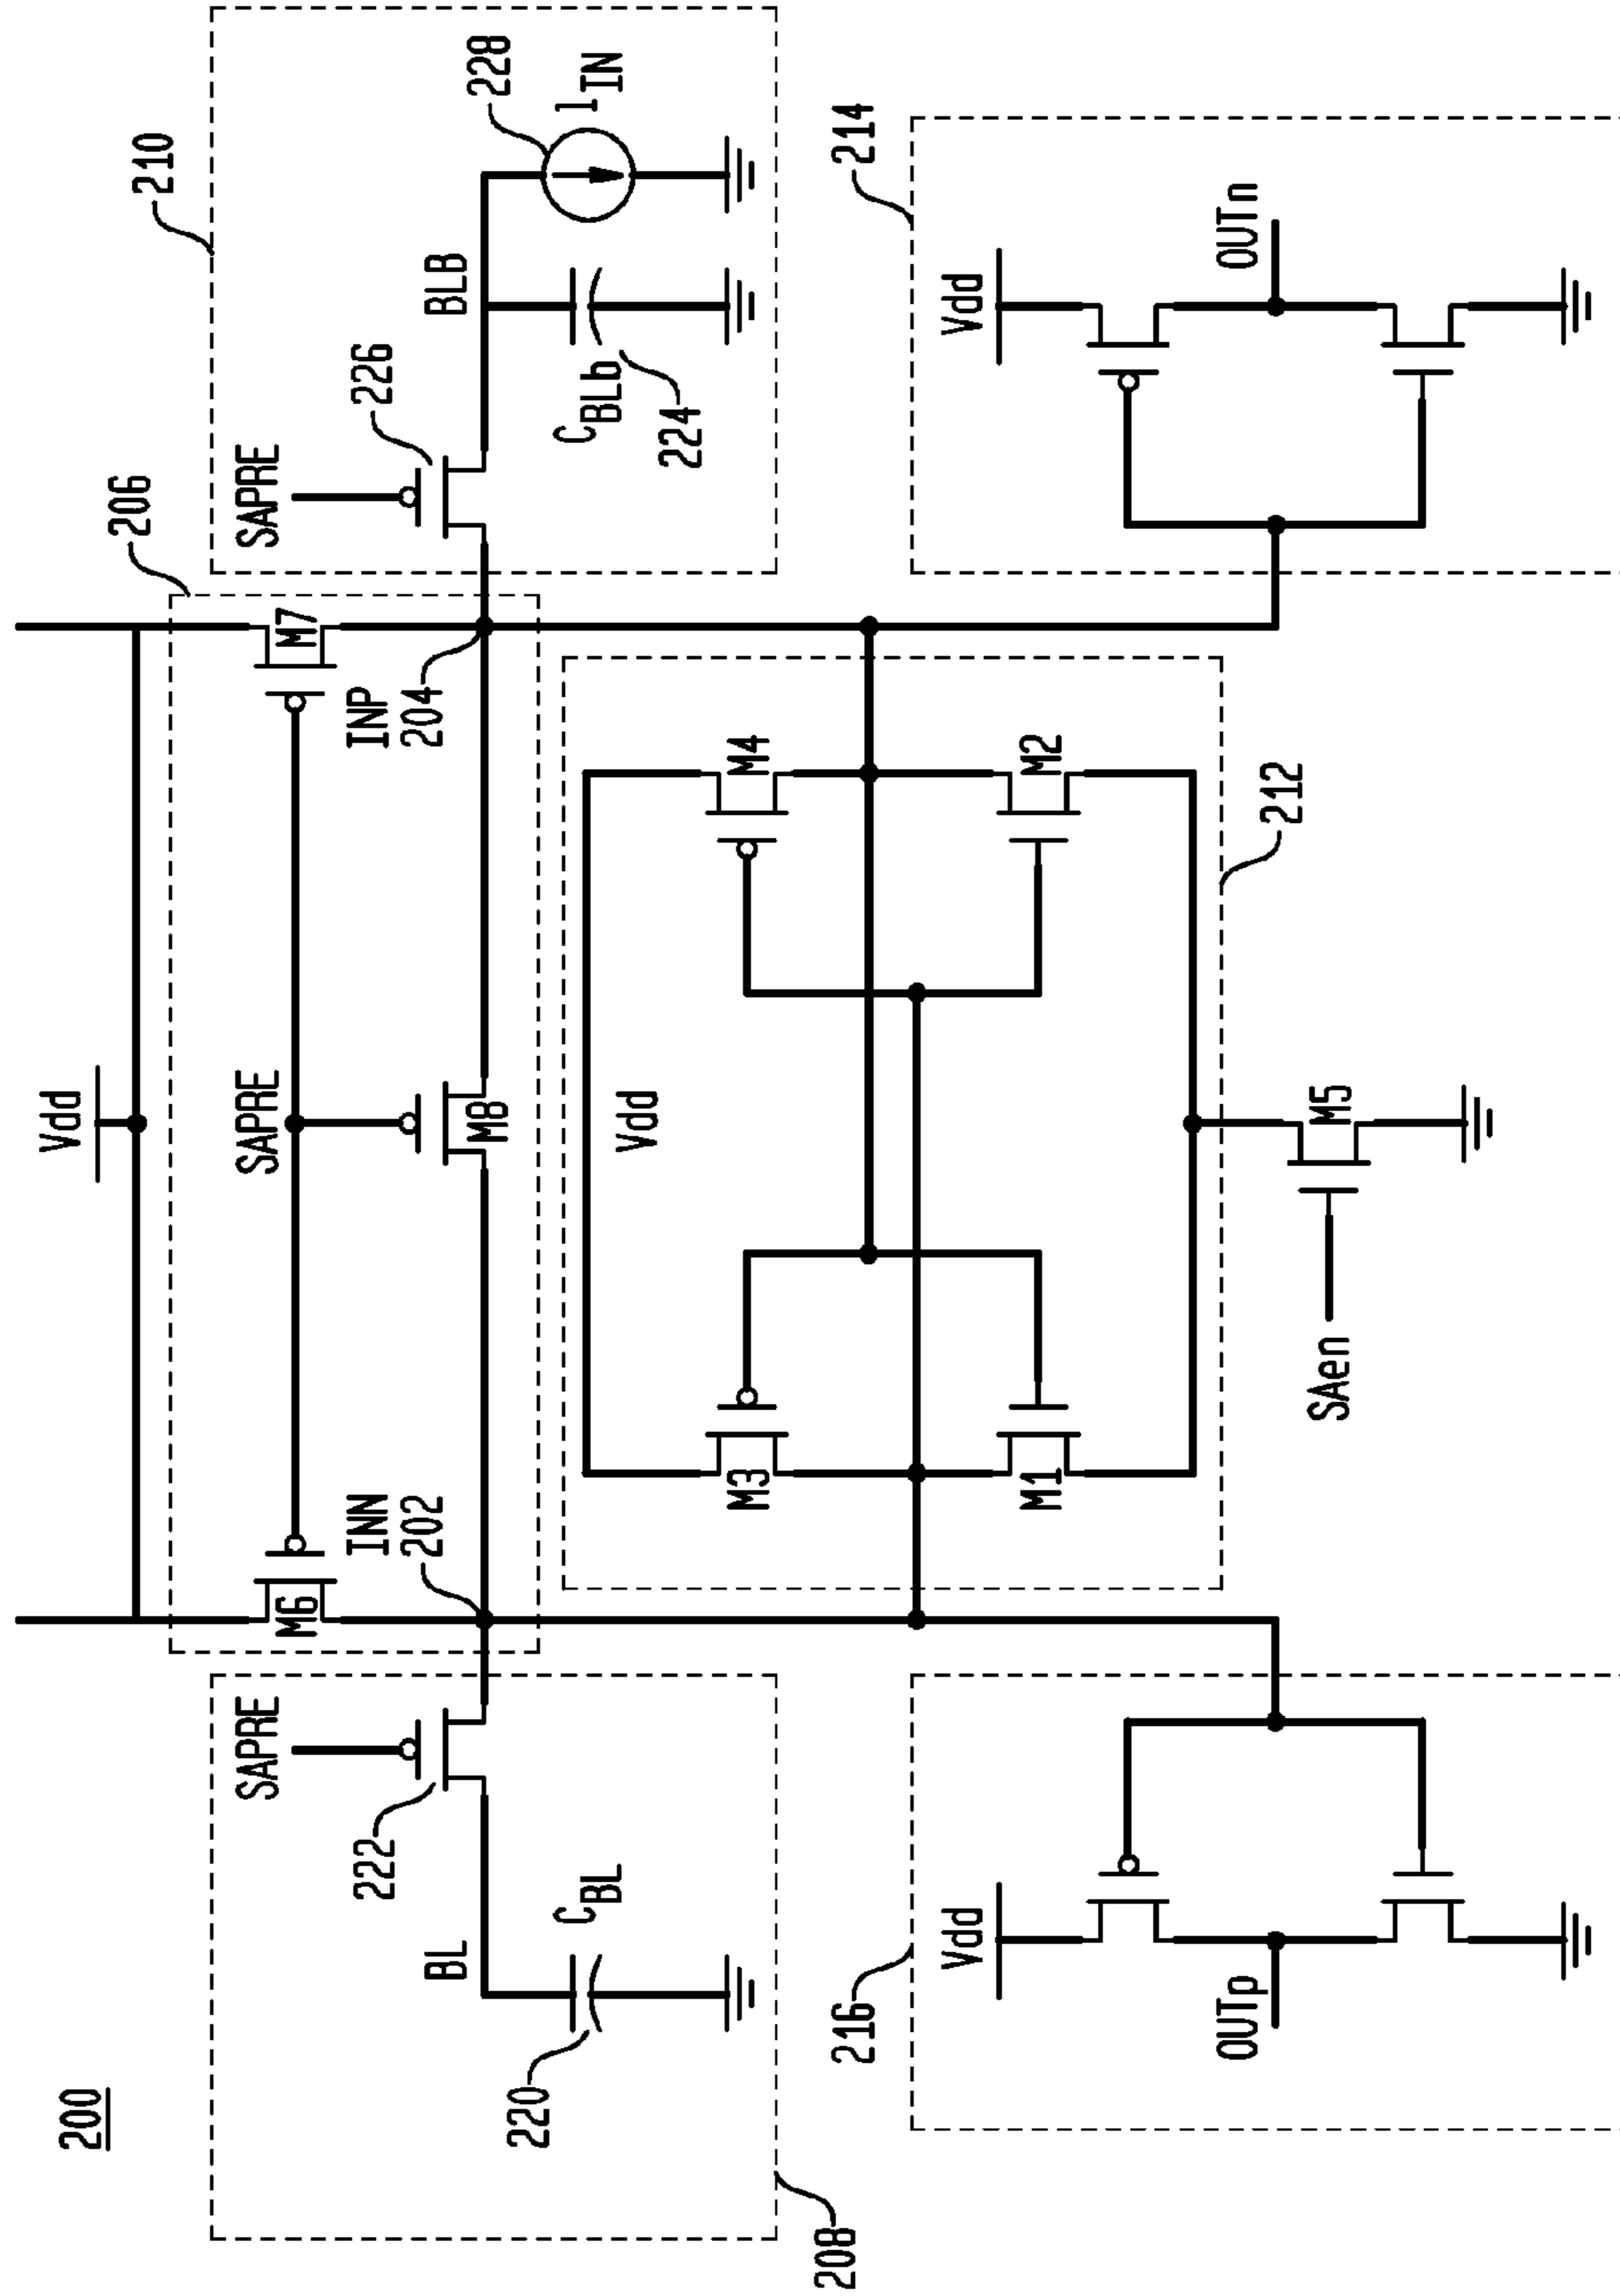 200
Vdd
206
210
SAPRE
SAPRE
SAPRE
M6
M7
222
INN
INP
226
202
204
BL
BLB
M8
228
220
CBL
CBLb
IIN
Vdd
224
M3
M4
208
216
214
Vdd
Vdd
M1
M2
OUTp
OUTn
212
SAen
M5